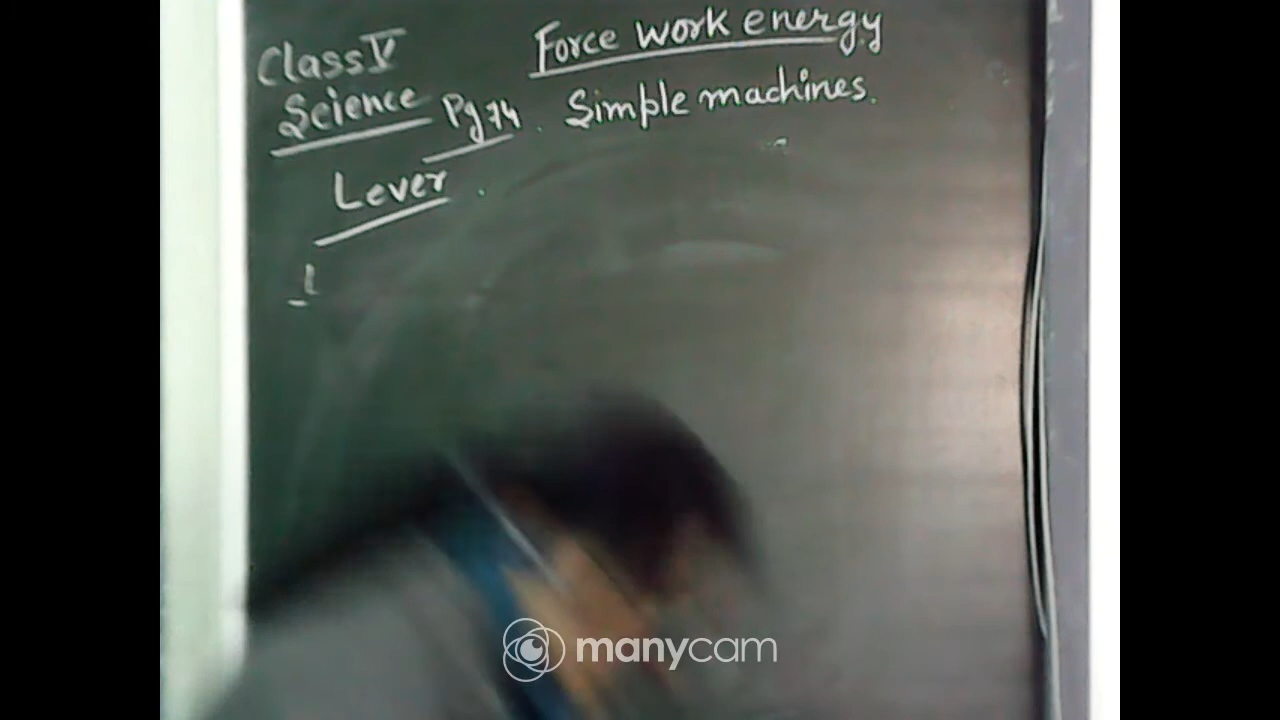 Force work energy
Class V
Science Pg 74. Simple machines.
Lever.
manycam